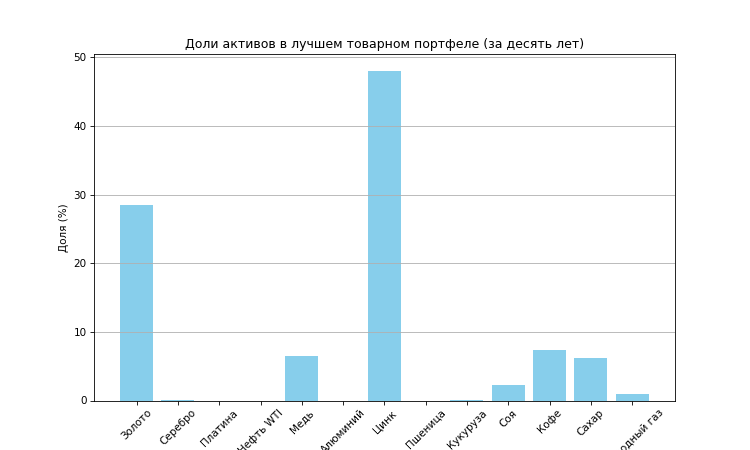 Доли активов в лучшем товарном портфеле (за десять лет)
Доля (%)
50
40
30
20
10
0
Золото
Серебро
Платина
Нефть WTI
Медь
Алюминий
Цинк
Пшеница
Кукуруза
Соя
Кофе
Сахар
одный газ